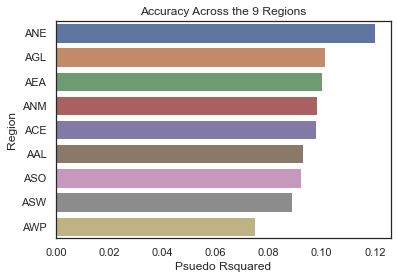 Accuracy Across the 9 Regions
Region
ANE
AGL
AEA
ANM
ACE
AAL
ASO
ASW
AWP
0.00 0.02 0.04 0.06 0.08 0.10 0.12
Psuedo Rsquared